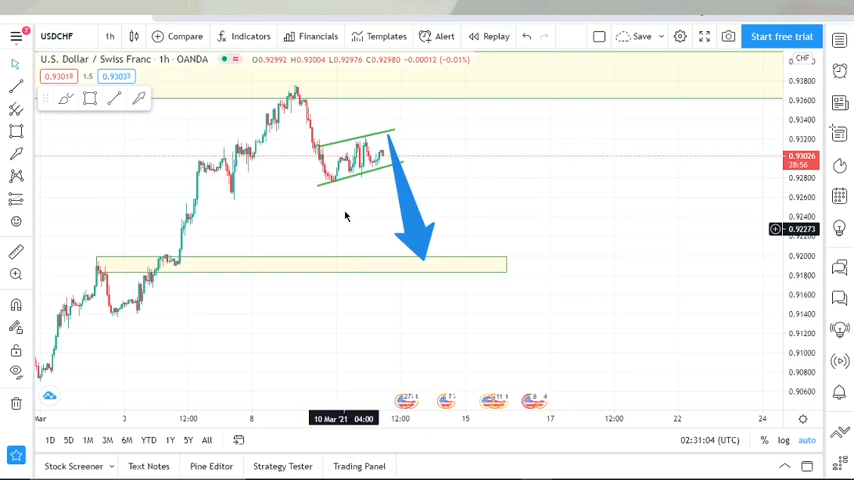 USDCHF 1h Compare Indicators Financials Templates Alert Replay Save Start free trial
U.S. Dollar / Swiss Franc · 1h · OANDA O0.92992 H0.93004 L0.92976 C0.92980 −0.00012 (−0.01%)
CHF
0.93018 1.5 0.93033
0.93800
0.93600
0.93400
0.93200
0.93026
28:56
0.92800
0.92600
0.92400
0.92273
0.92000
0.91800
0.91600
0.91400
0.91200
0.91000
0.90800
0.90600
3 12:00 8 10 Mar '21 04:00 12:00 15 17 12:00 22 24
1D 5D 1M 3M 6M YTD 1Y 5Y All 02:31:04 (UTC) % log auto
Stock Screener Text Notes Pine Editor Strategy Tester Trading Panel